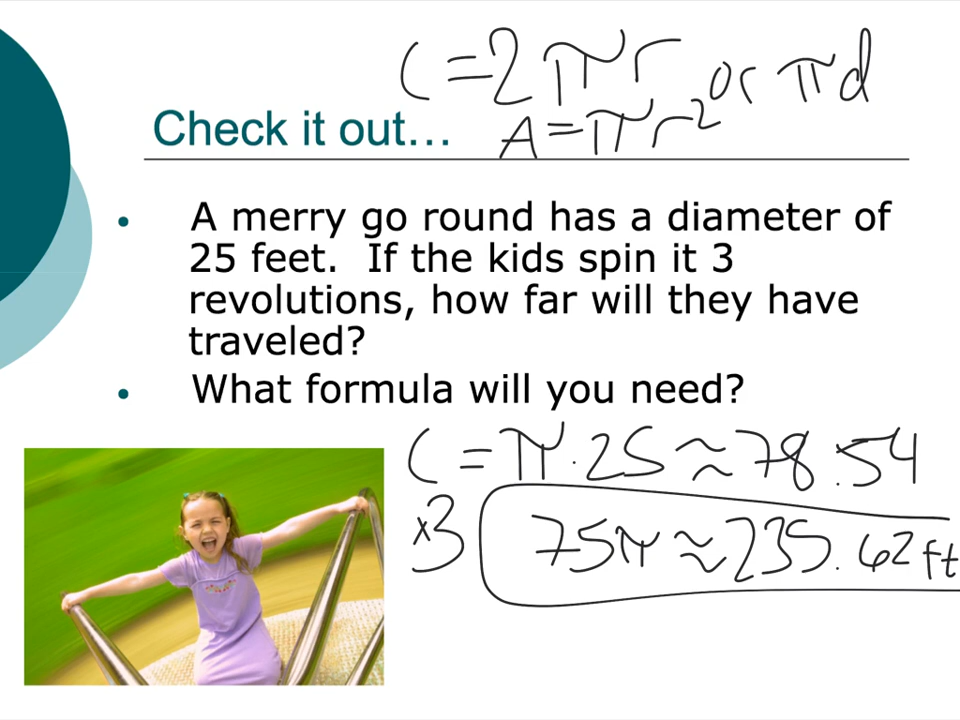 C = 2πr or πd
Check it out…
A = πr²
• A merry go round has a diameter of
25 feet. If the kids spin it 3
revolutions, how far will they have
traveled?
• What formula will you need?
C = π · 25 ≈ 78.54
x3
75π ≈ 235.62 ft